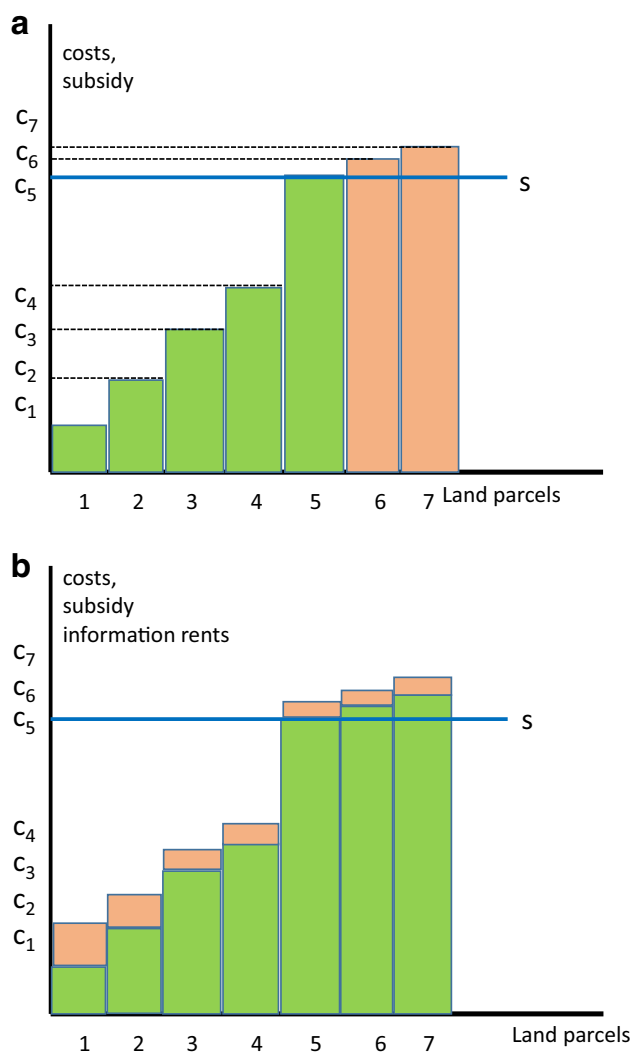 a
costs,
subsidy
c7
c6
c5
s
c4
c3
c2
c1
1 2 3 4 5 6 7 Land parcels
b
costs,
subsidy
information rents
c7
c6
c5
s
c4
c3
c2
c1
1 2 3 4 5 6 7
Land parcels